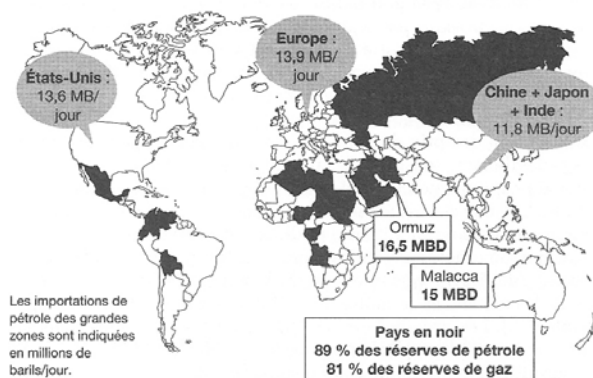 États-Unis :
13,6 MB/
jour
Europe :
13,9 MB/
jour
Chine + Japon
+ Inde :
11,8 MB/jour
Ormuz
16,5 MBD
Malacca
15 MBD
Les importations de
pétrole des grandes
zones sont indiquées
en millions de
barils/jour.
Pays en noir
89 % des réserves de pétrole
81 % des réserves de gaz